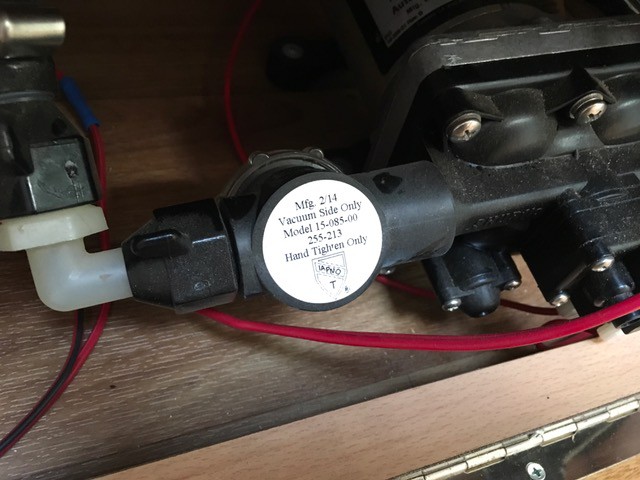 Mfg. 2/14
Vacuum Side Only
Model 15-085-00
255-213
Hand Tighten Only
IAPMO
T